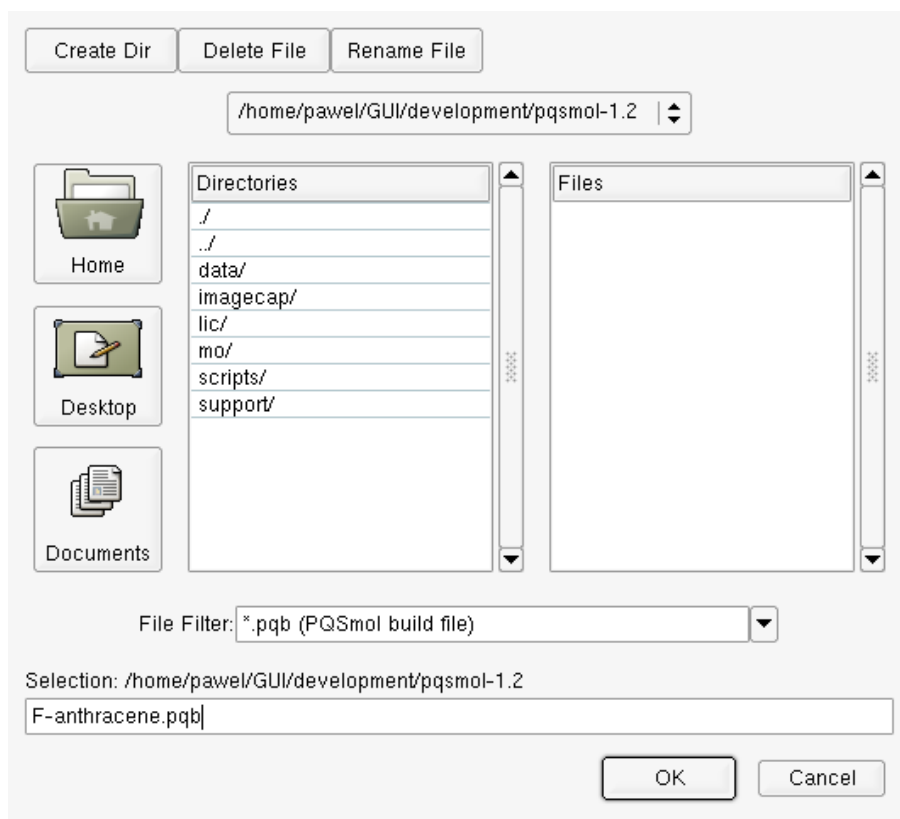 Create Dir Delete File Rename File
/home/pawel/GUI/development/pqsmol-1.2
Home
Desktop
Documents
Directories
./
../
data/
imagecap/
lic/
mo/
scripts/
support/
Files
File Filter: *.pqb (PQSmol build file)
Selection: /home/pawel/GUI/development/pqsmol-1.2
F-anthracene.pqb
OK Cancel